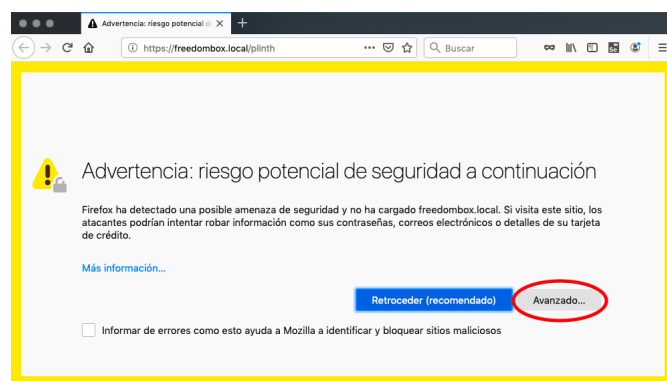 Advertencia: riesgo potencial d
https://freedombox.local/plinth
Buscar
Advertencia: riesgo potencial de seguridad a continuación
Firefox ha detectado una posible amenaza de seguridad y no ha cargado freedombox.local. Si visita este sitio, los
atacantes podrían intentar robar información como sus contraseñas, correos electrónicos o detalles de su tarjeta
de crédito.
Más información...
Retroceder (recomendado)
Avanzado...
Informar de errores como esto ayuda a Mozilla a identificar y bloquear sitios maliciosos